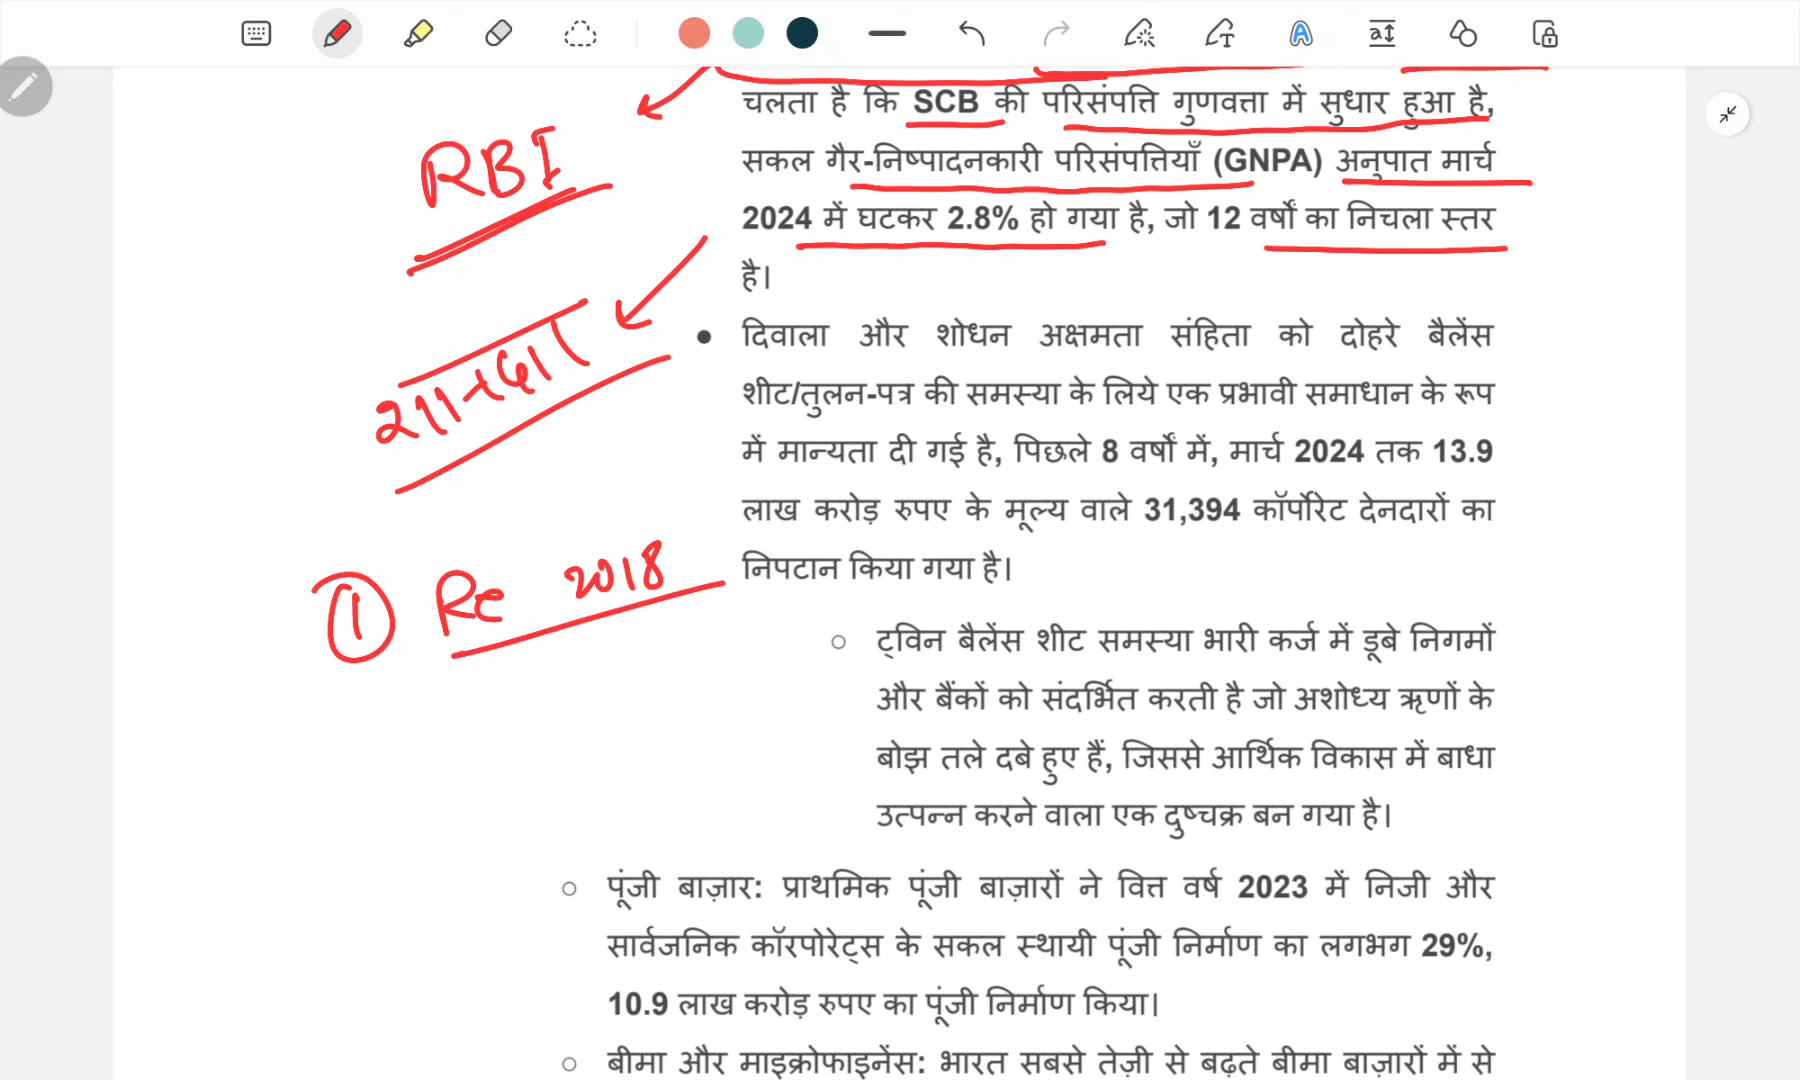 चलता है कि SCB की परिसंपत्ति गुणवत्ता में सुधार हुआ है,
RBI
सकल गैर-निष्पादनकारी परिसंपत्तियाँ (GNPA) अनुपात मार्च
2024 में घटकर 2.8% हो गया है, जो 12 वर्षों का निचला स्तर
है।
दिवाला और शोधन अक्षमता संहिता को दोहरे बैलेंस
शीट/तुलन-पत्र की समस्या के लिये एक प्रभावी समाधान के रूप
में मान्यता दी गई है, पिछले 8 वर्षों में, मार्च 2024 तक 13.9
लाख करोड़ रुपए के मूल्य वाले 31,394 कॉर्पोरेट देनदारों का
① Re 2018
निपटान किया गया है।
ट्विन बैलेंस शीट समस्या भारी कर्ज में डूबे निगमों
और बैंकों को संदर्भित करती है जो अशोध्य ऋणों के
बोझ तले दबे हुए हैं, जिससे आर्थिक विकास में बाधा
उत्पन्न करने वाला एक दुष्चक्र बन गया है।
पूंजी बाज़ार: प्राथमिक पूंजी बाज़ारों ने वित्त वर्ष 2023 में निजी और
सार्वजनिक कॉरपोरेट्स के सकल स्थायी पूंजी निर्माण का लगभग 29%,
10.9 लाख करोड़ रुपए का पूंजी निर्माण किया।
बीमा और माइक्रोफाइनेंस: भारत सबसे तेज़ी से बढ़ते बीमा बाज़ारों में से